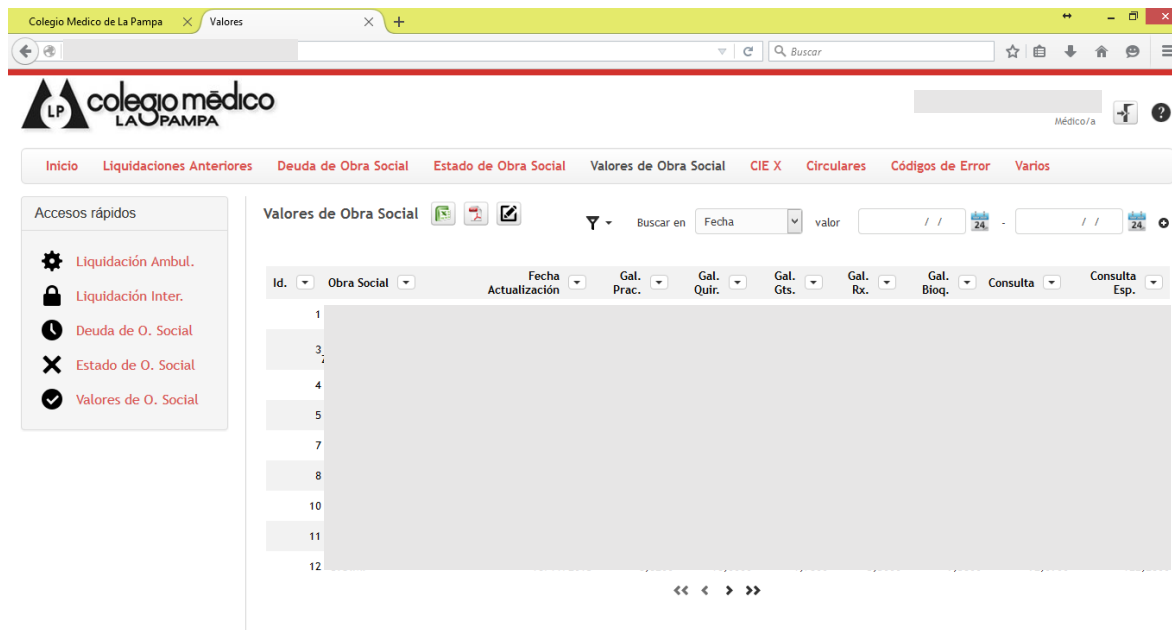 Colegio Medico de La Pampa Valores
Buscar
LP colegio mēdico
LA PAMPA
Médico/a
Inicio Liquidaciones Anteriores Deuda de Obra Social Estado de Obra Social Valores de Obra Social CIE X Circulares Códigos de Error Varios
Accesos rápidos
Liquidación Ambul.
Liquidación Inter.
Deuda de O. Social
Estado de O. Social
Valores de O. Social
Valores de Obra Social Buscar en Fecha valor / / 24 - / / 24
Id. Obra Social Fecha Actualización Gal. Prac. Gal. Quir. Gal. Gts. Gal. Rx. Gal. Bioq. Consulta Consulta Esp.
1
3
4
5
7
8
10
11
12